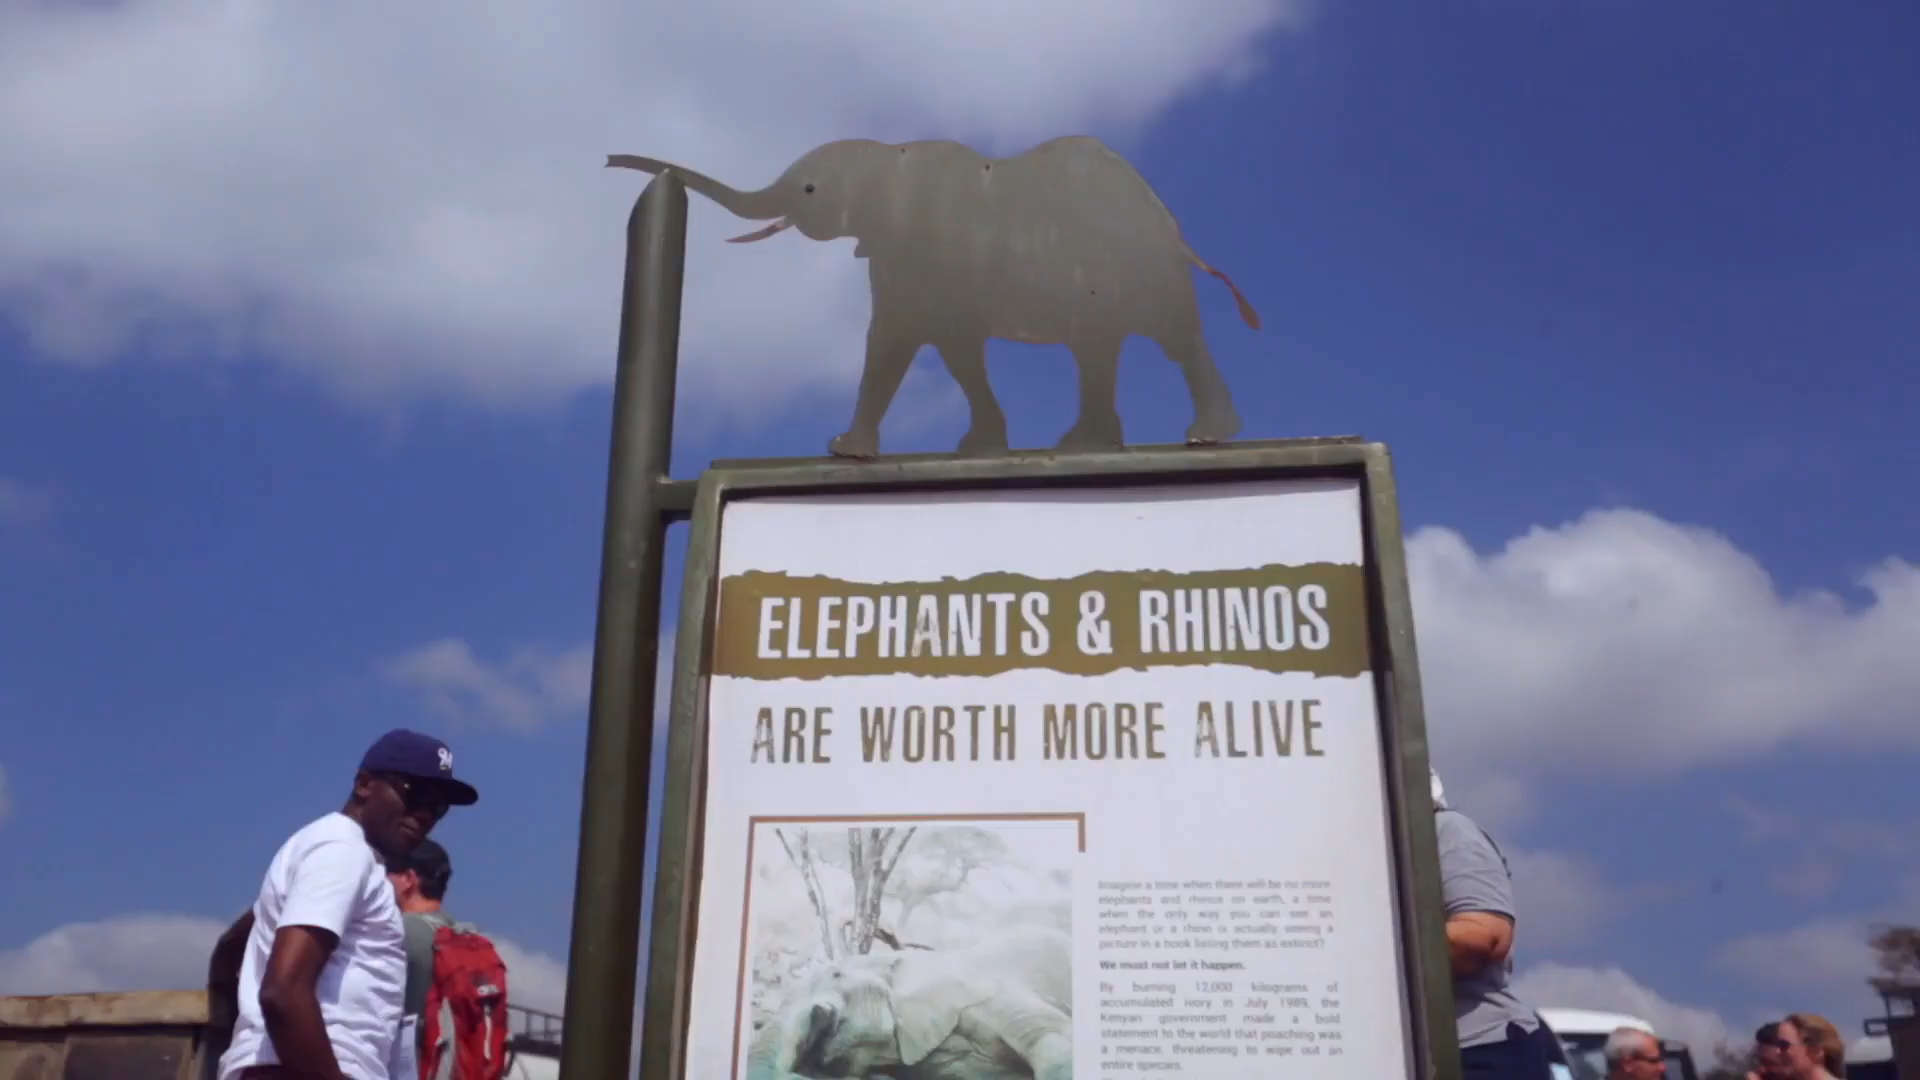 ELEPHANTS & RHINOS
ARE WORTH MORE ALIVE
Imagine a time when there will be no more
elephants and rhinos on earth, a time
when the only way you can see an
elephant or a rhino is actually seeing a
picture in a book listing them as extinct?
We must not let it happen.
By burning 12,000 kilograms of
accumulated ivory in July 1989, the
Kenyan government made a bold
statement to the world that poaching was
a menace, threatening to wipe out an
entire species.
M